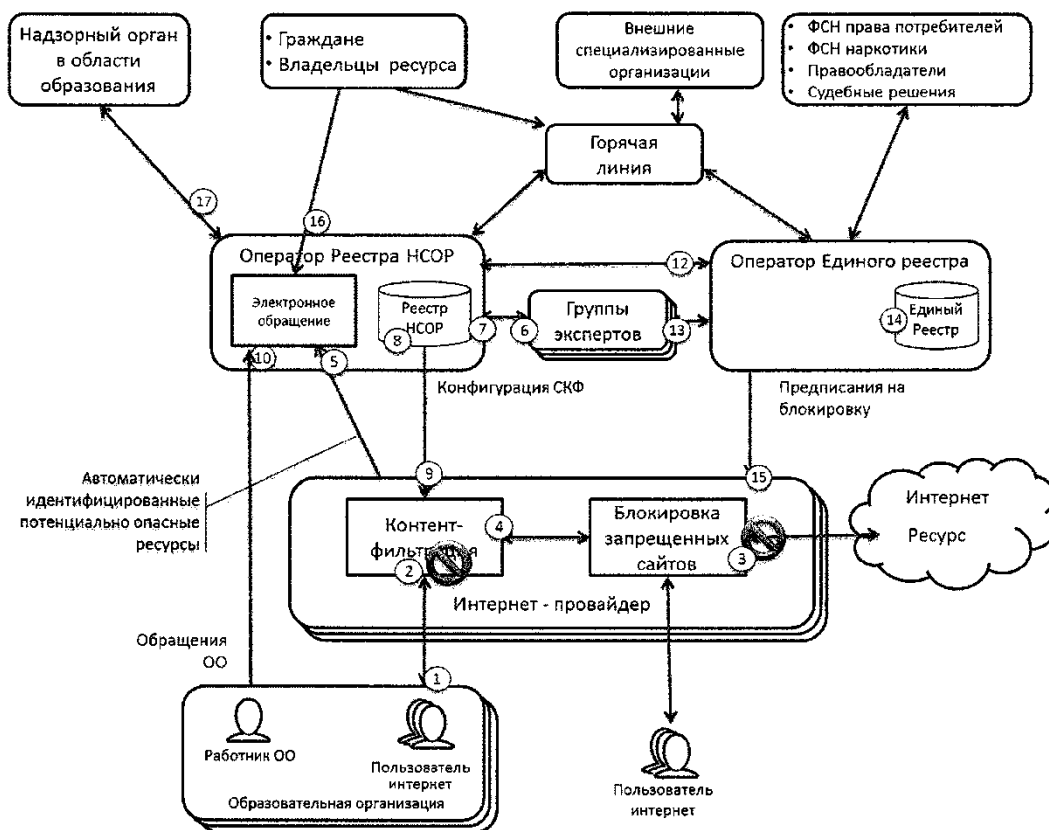 Надзорный орган
в области
образования
• Граждане
• Владельцы ресурса
Внешние
специализированные
организации
• ФСН права потребителей
• ФСН наркотики
• Правообладатели
• Судебные решения
Горячая
линия
17
16
Оператор Реестра НСОР
Электронное
обращение
Реестр
НСОР
8
7
10
5
12
6
Группы
экспертов
13
Оператор Единого реестра
14
Единый
Реестр
Конфигурация СКФ
Предписания на
блокировку
Автоматически
идентифицированные
потенциально опасные
ресурсы
9
15
Контент-
фильтрация
2
4
Блокировка
запрещенных
сайтов
3
Интернет - провайдер
Интернет
Ресурс
Обращения
ОО
1
Работник ОО
Пользователь
интернет
Образовательная организация
Пользователь
интернет